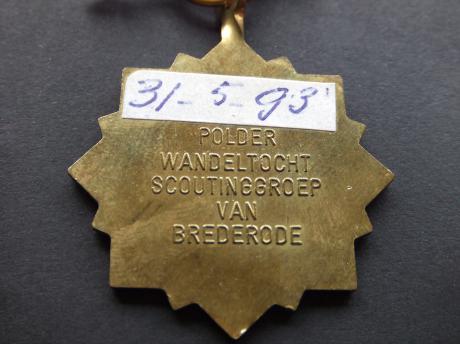 31-5-93
POLDER
WANDELTOCHT
SCOUTINGGROEP
VAN
BREDERODE